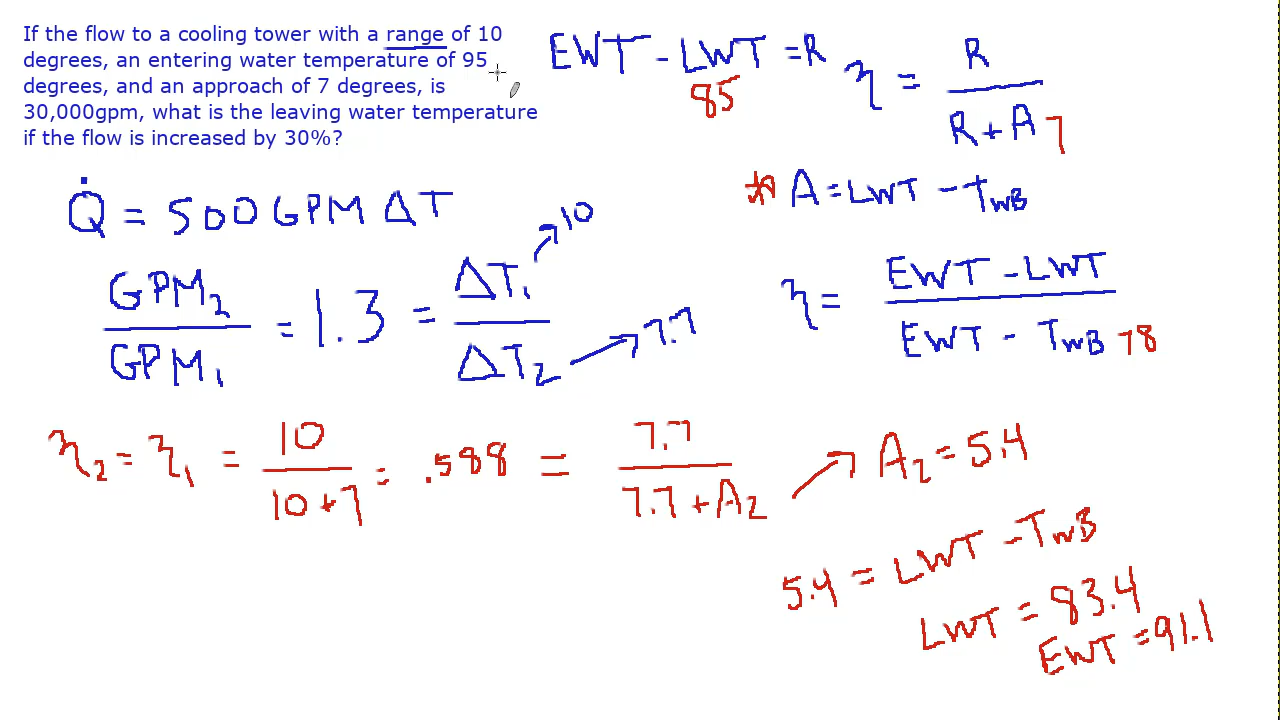 If the flow to a cooling tower with a range of 10
degrees, an entering water temperature of 95
degrees, and an approach of 7 degrees, is
30,000gpm, what is the leaving water temperature
if the flow is increased by 30%?
EWT - LWT = R
85
η = R / (R + A) 7
* A = LWT - TWB
Q̇ = 500 GPM ΔT
GPM2 / GPM1 = 1.3 = ΔT1 / ΔT2
10
7.7
η = (EWT - LWT) / (EWT - TWB) 78
η2 = η1 = 10 / (10 + 7) = .588 = 7.7 / (7.7 + A2) → A2 = 5.4
5.4 = LWT - TWB
LWT = 83.4
EWT = 91.1